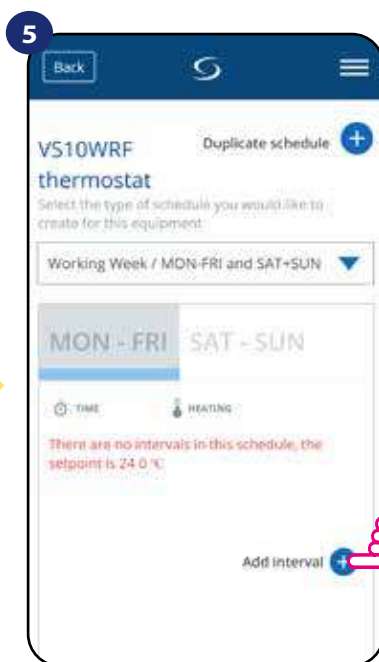 5
Back
Duplicate schedule
VS10WRF
thermostat
Select the type of schedule you would like to
create for this equipment
Working Week / MON-FRI and SAT+SUN
MON - FRI SAT - SUN
TIME HEATING
There are no intervals in this schedule, the
setpoint is 24 0 °C
Add interval